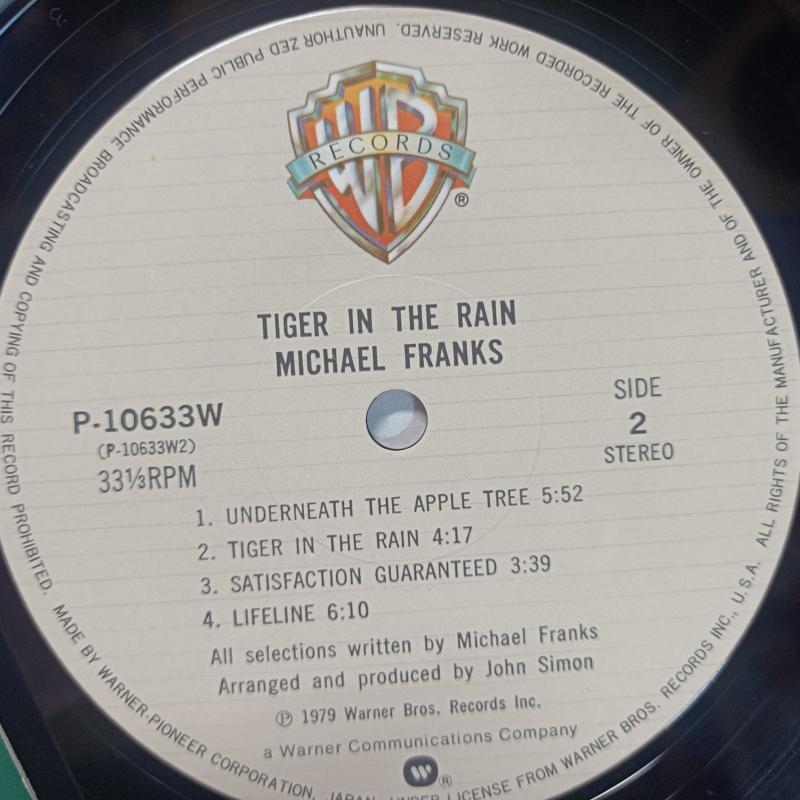 WB
RECORDS
®
TIGER IN THE RAIN
MICHAEL FRANKS
P-10633W
(P-10633W2)
33⅓RPM
SIDE
2
STEREO
1. UNDERNEATH THE APPLE TREE 5:52
2. TIGER IN THE RAIN 4:17
3. SATISFACTION GUARANTEED 3:39
4. LIFELINE 6:10
All selections written by Michael Franks
Arranged and produced by John Simon
Ⓟ 1979 Warner Bros. Records Inc.
a Warner Communications Company
W®
MADE BY WARNER-PIONEER CORPORATION, JAPAN, UNDER LICENSE FROM WARNER BROS. RECORDS INC., U.S.A. ALL RIGHTS OF THE MANUFACTURER AND OF THE OWNER OF THE RECORDED WORK RESERVED. UNAUTHOR ZED PUBLIC PERFORMANCE BROADCASTING AND COPYING OF THIS RECORD PROHIBITED.